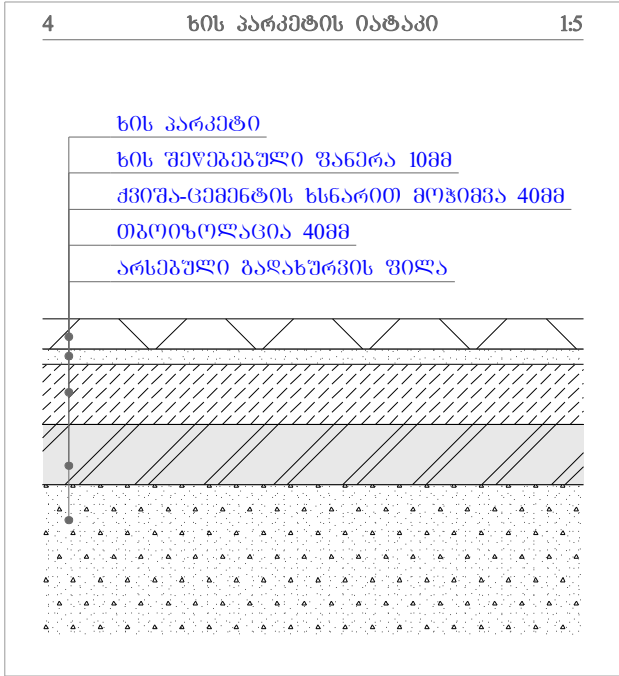 4 ხის პარკეტის იატაკი 1:5
ხის პარკეტი
ხის შეწებებული ფანერა 10მმ
ქვიშა-ცემენტის ხსნარით მოჭიმვა 40მმ
თბოიზოლაცია 40მმ
არსებული გადახურვის ფილა